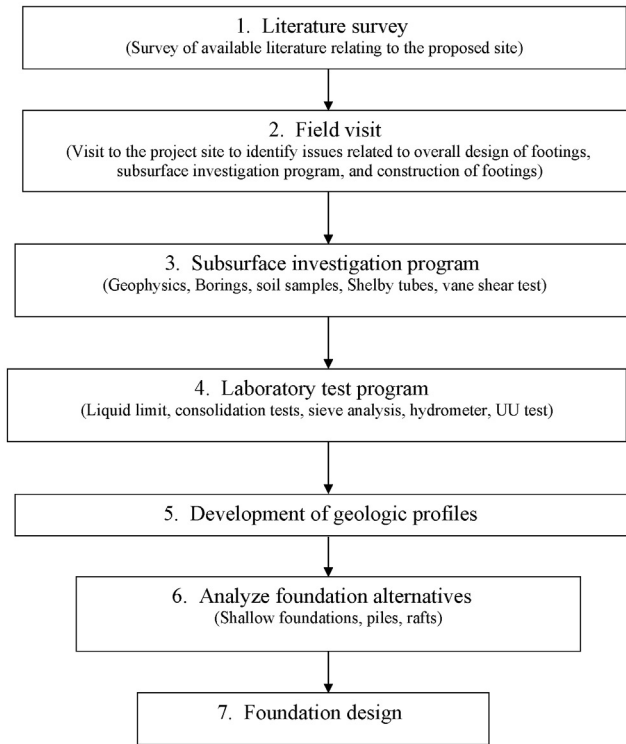 1. Literature survey
(Survey of available literature relating to the proposed site)
2. Field visit
(Visit to the project site to identify issues related to overall design of footings,
subsurface investigation program, and construction of footings)
3. Subsurface investigation program
(Geophysics, Borings, soil samples, Shelby tubes, vane shear test)
4. Laboratory test program
(Liquid limit, consolidation tests, sieve analysis, hydrometer, UU test)
5. Development of geologic profiles
6. Analyze foundation alternatives
(Shallow foundations, piles, rafts)
7. Foundation design